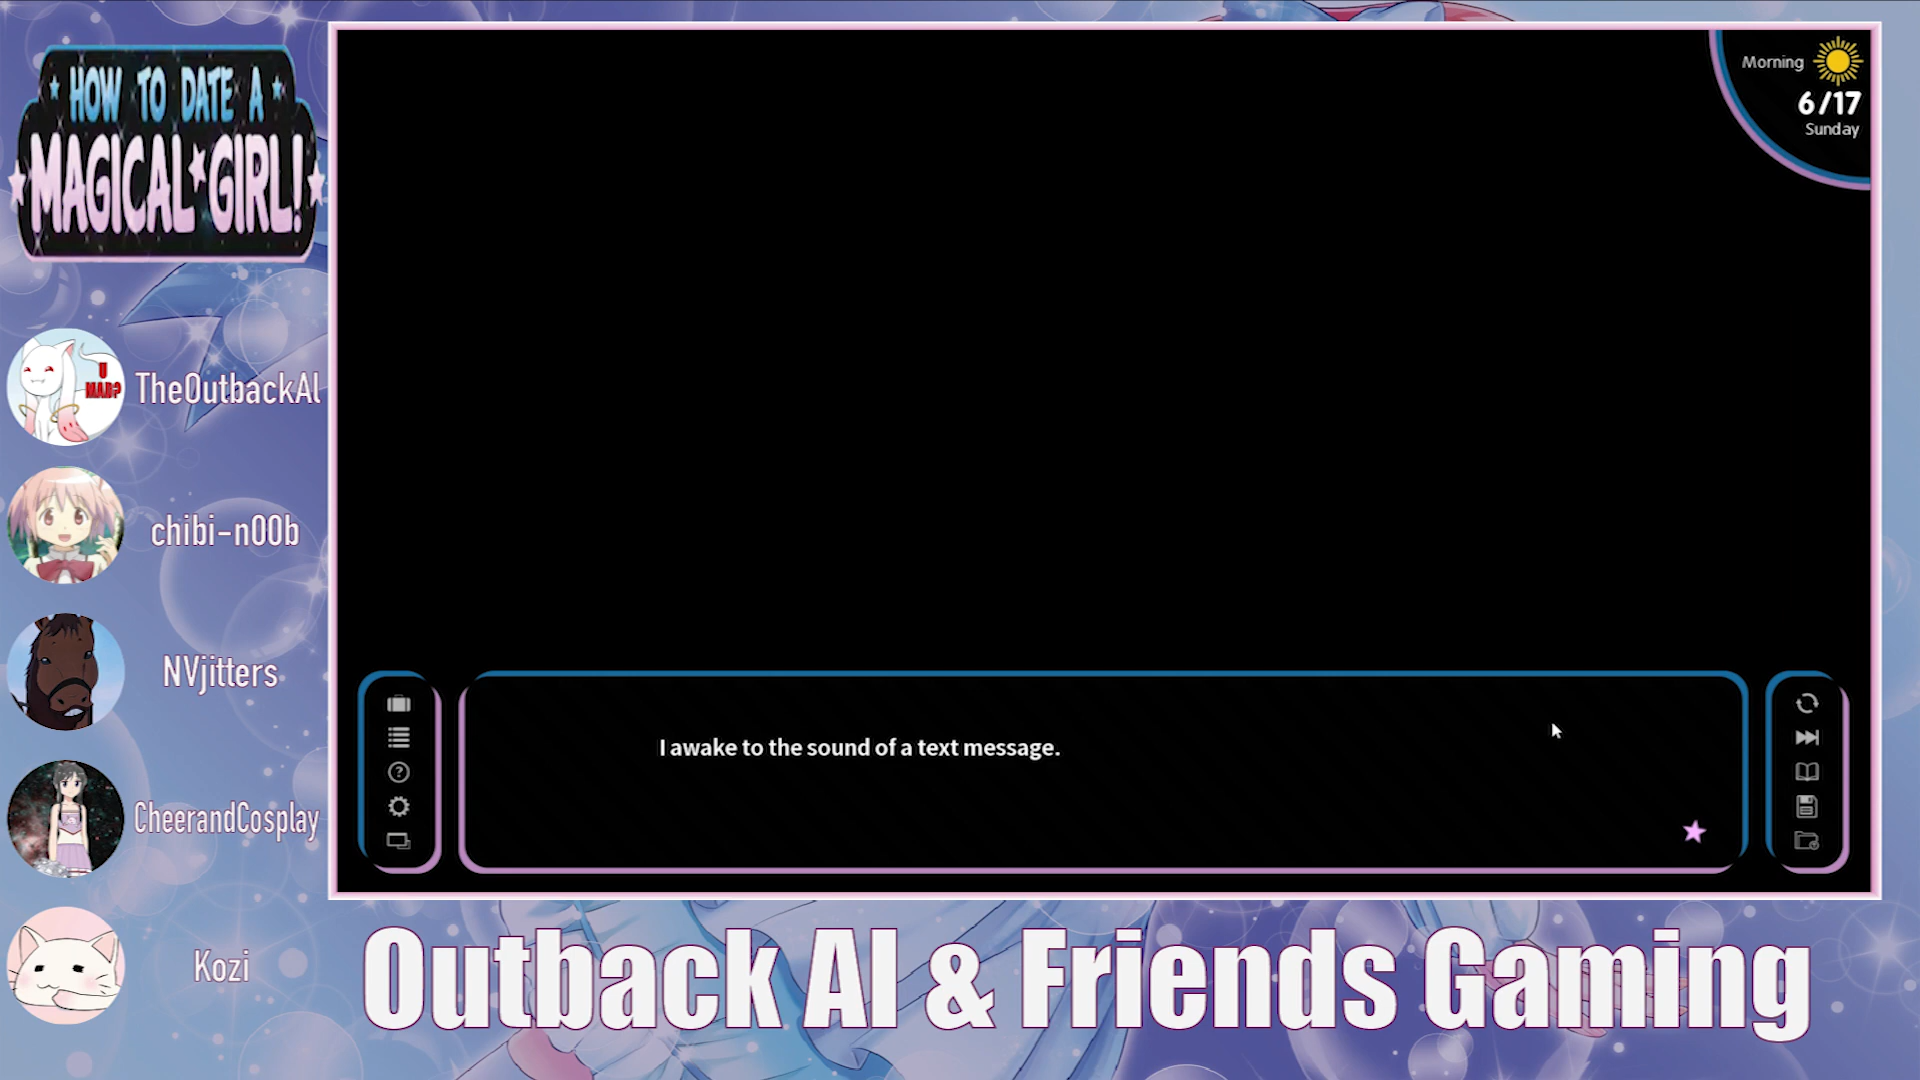 HOW TO DATE A
MAGICAL GIRL!
Morning
6/17
Sunday
U
MAD?
TheOutbackAl
chibi-n00b
NVjitters
CheerandCosplay
Kozi
I awake to the sound of a text message.
Outback Al & Friends Gaming